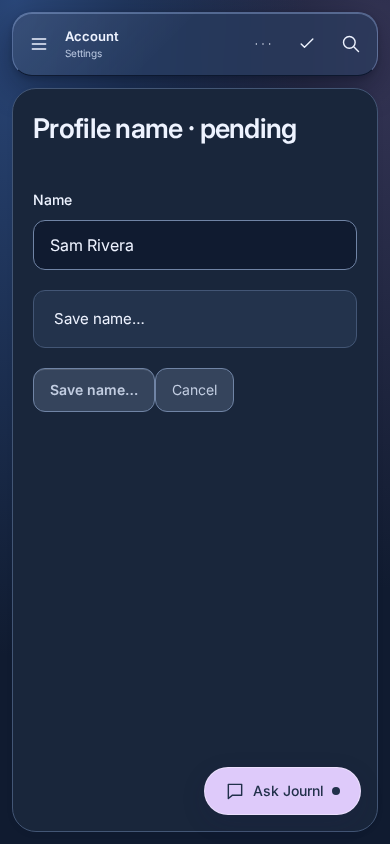 Account
Settings
Profile name · pending
Name
Sam Rivera
Save name...
Save name...
Cancel
Ask Journl